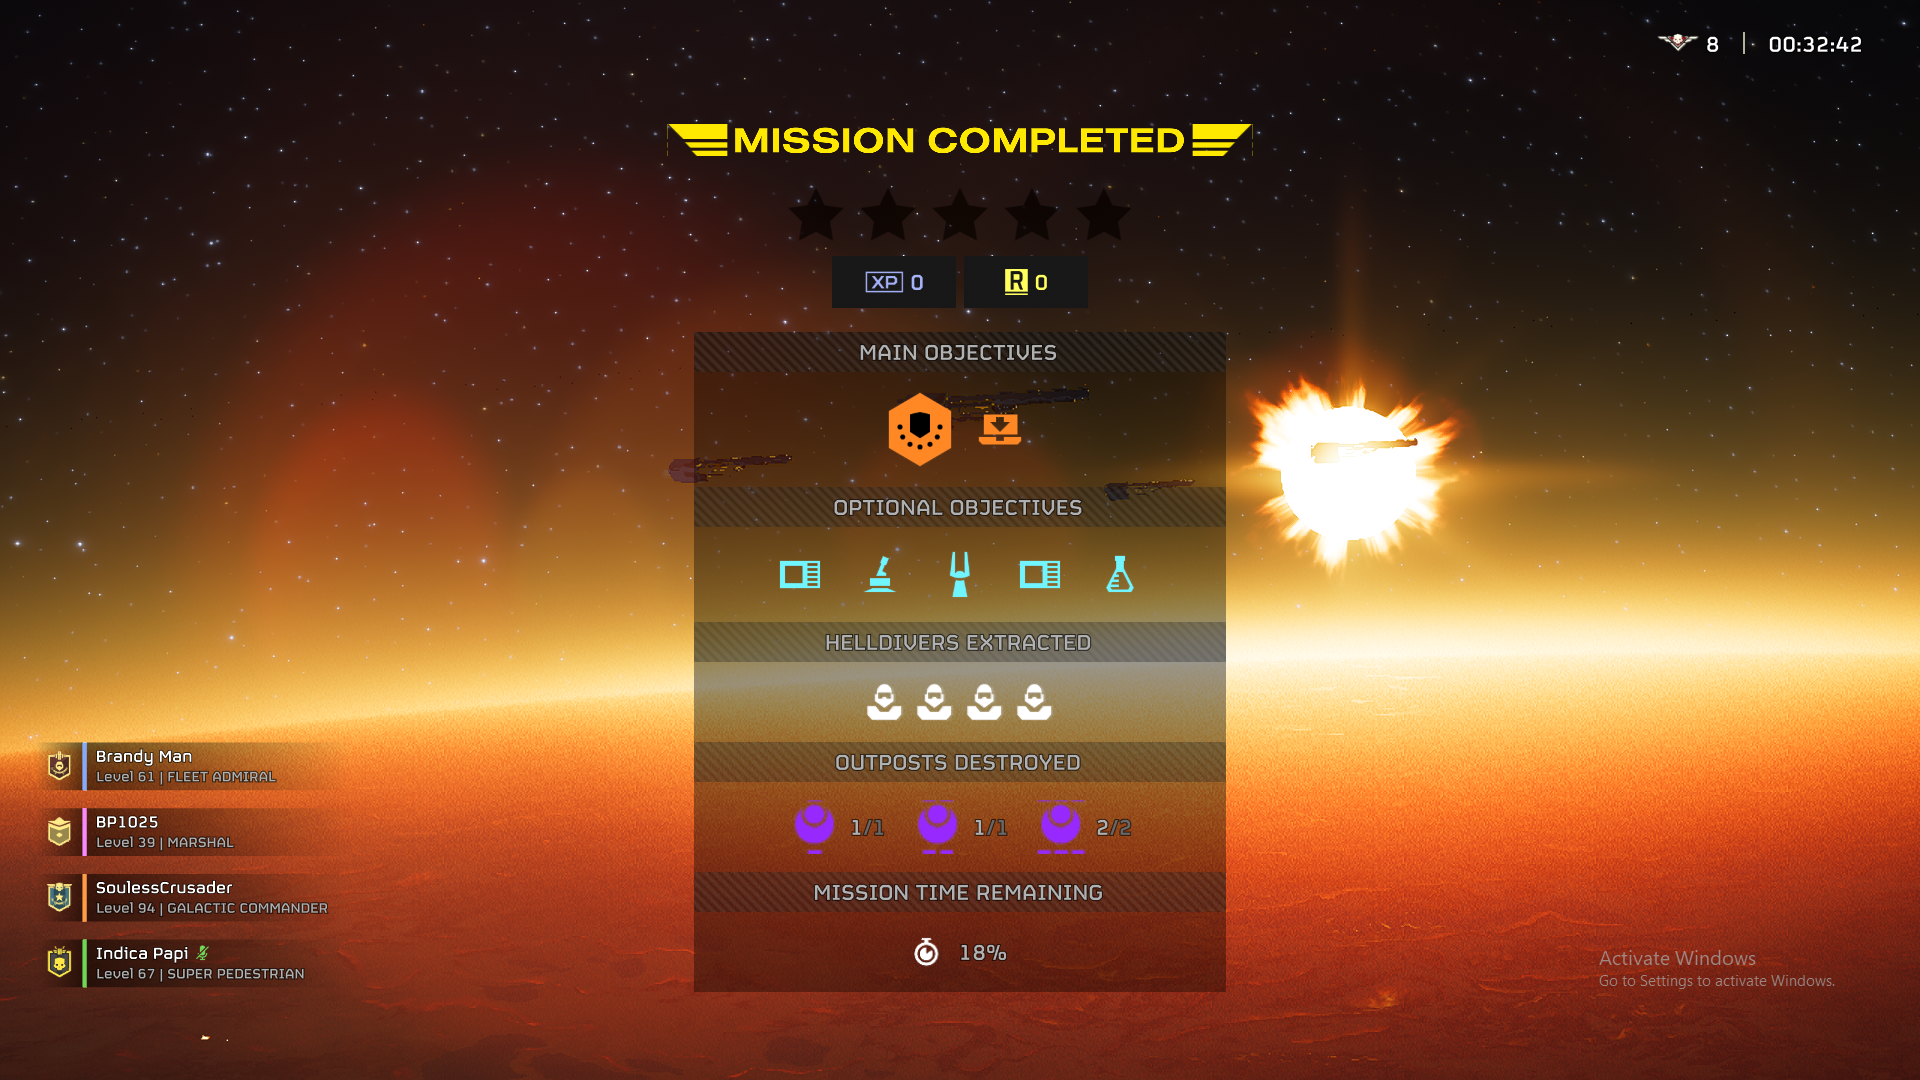 8 | 00:32:42
MISSION COMPLETED
XP 0
R 0
MAIN OBJECTIVES
OPTIONAL OBJECTIVES
HELLDIVERS EXTRACTED
OUTPOSTS DESTROYED
1/1 1/1 2/2
MISSION TIME REMAINING
18%
Brandy Man
Level 61 | FLEET ADMIRAL
BP1025
Level 39 | MARSHAL
SoulessCrusader
Level 94 | GALACTIC COMMANDER
Indica Papi
Level 67 | SUPER PEDESTRIAN
Activate Windows
Go to Settings to activate Windows.